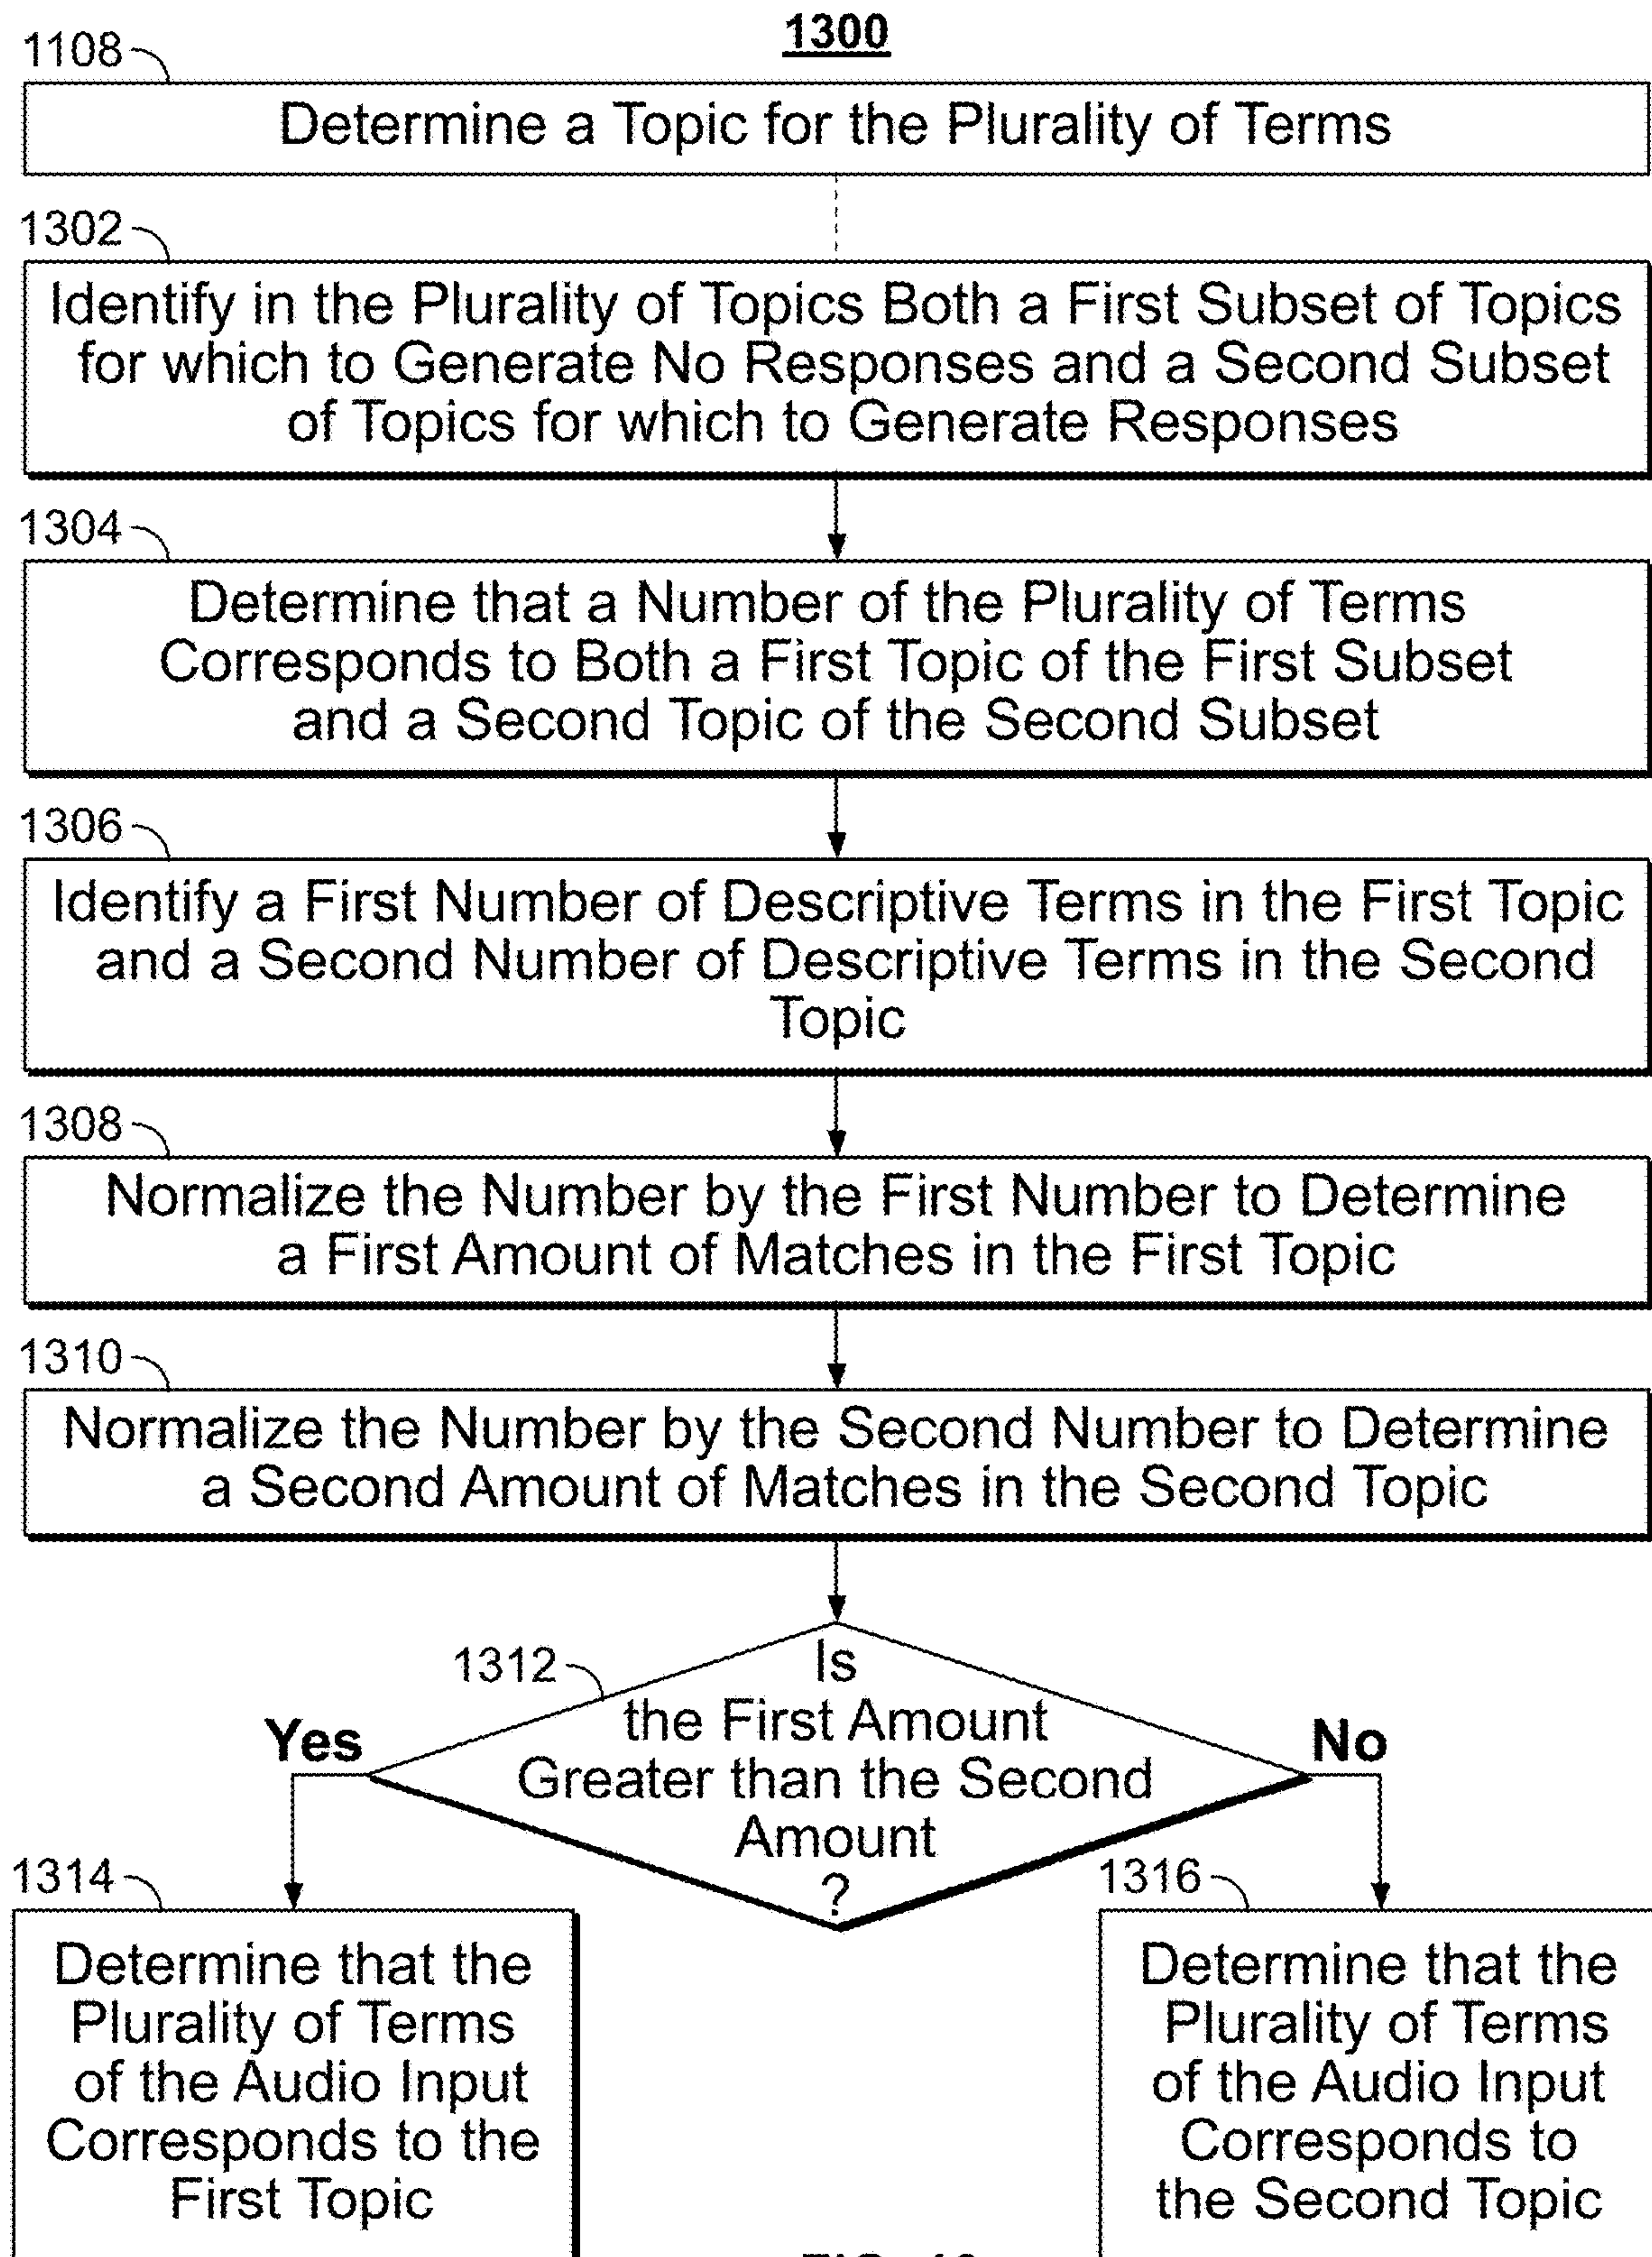 1300
1108
Determine a Topic for the Plurality of Terms
1302
Identify in the Plurality of Topics Both a First Subset of Topics
for which to Generate No Responses and a Second Subset
of Topics for which to Generate Responses
1304
Determine that a Number of the Plurality of Terms
Corresponds to Both a First Topic of the First Subset
and a Second Topic of the Second Subset
1306
Identify a First Number of Descriptive Terms in the First Topic
and a Second Number of Descriptive Terms in the Second
Topic
1308
Normalize the Number by the First Number to Determine
a First Amount of Matches in the First Topic
1310
Normalize the Number by the Second Number to Determine
a Second Amount of Matches in the Second Topic
1312
Is
the First Amount
Greater than the Second
Amount
?
Yes
No
1314
Determine that the
Plurality of Terms
of the Audio Input
Corresponds to the
First Topic
1316
Determine that the
Plurality of Terms
of the Audio Input
Corresponds to
the Second Topic